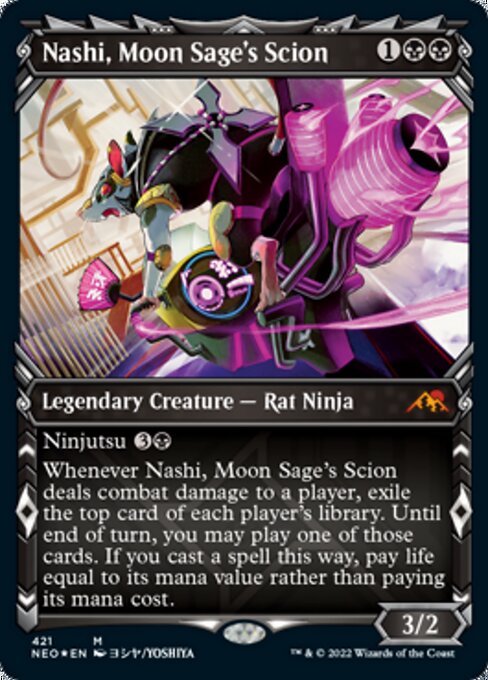 Nashi, Moon Sage's Scion 1
Legendary Creature — Rat Ninja
Ninjutsu 3
Whenever Nashi, Moon Sage's Scion
deals combat damage to a player, exile
the top card of each player's library. Until
end of turn, you may play one of those
cards. If you cast a spell this way, pay life
equal to its mana value rather than paying
its mana cost.
3/2
421 M
NEO★EN ヨシヤ/YOSHIYA
™ & © 2022 Wizards of the Coast